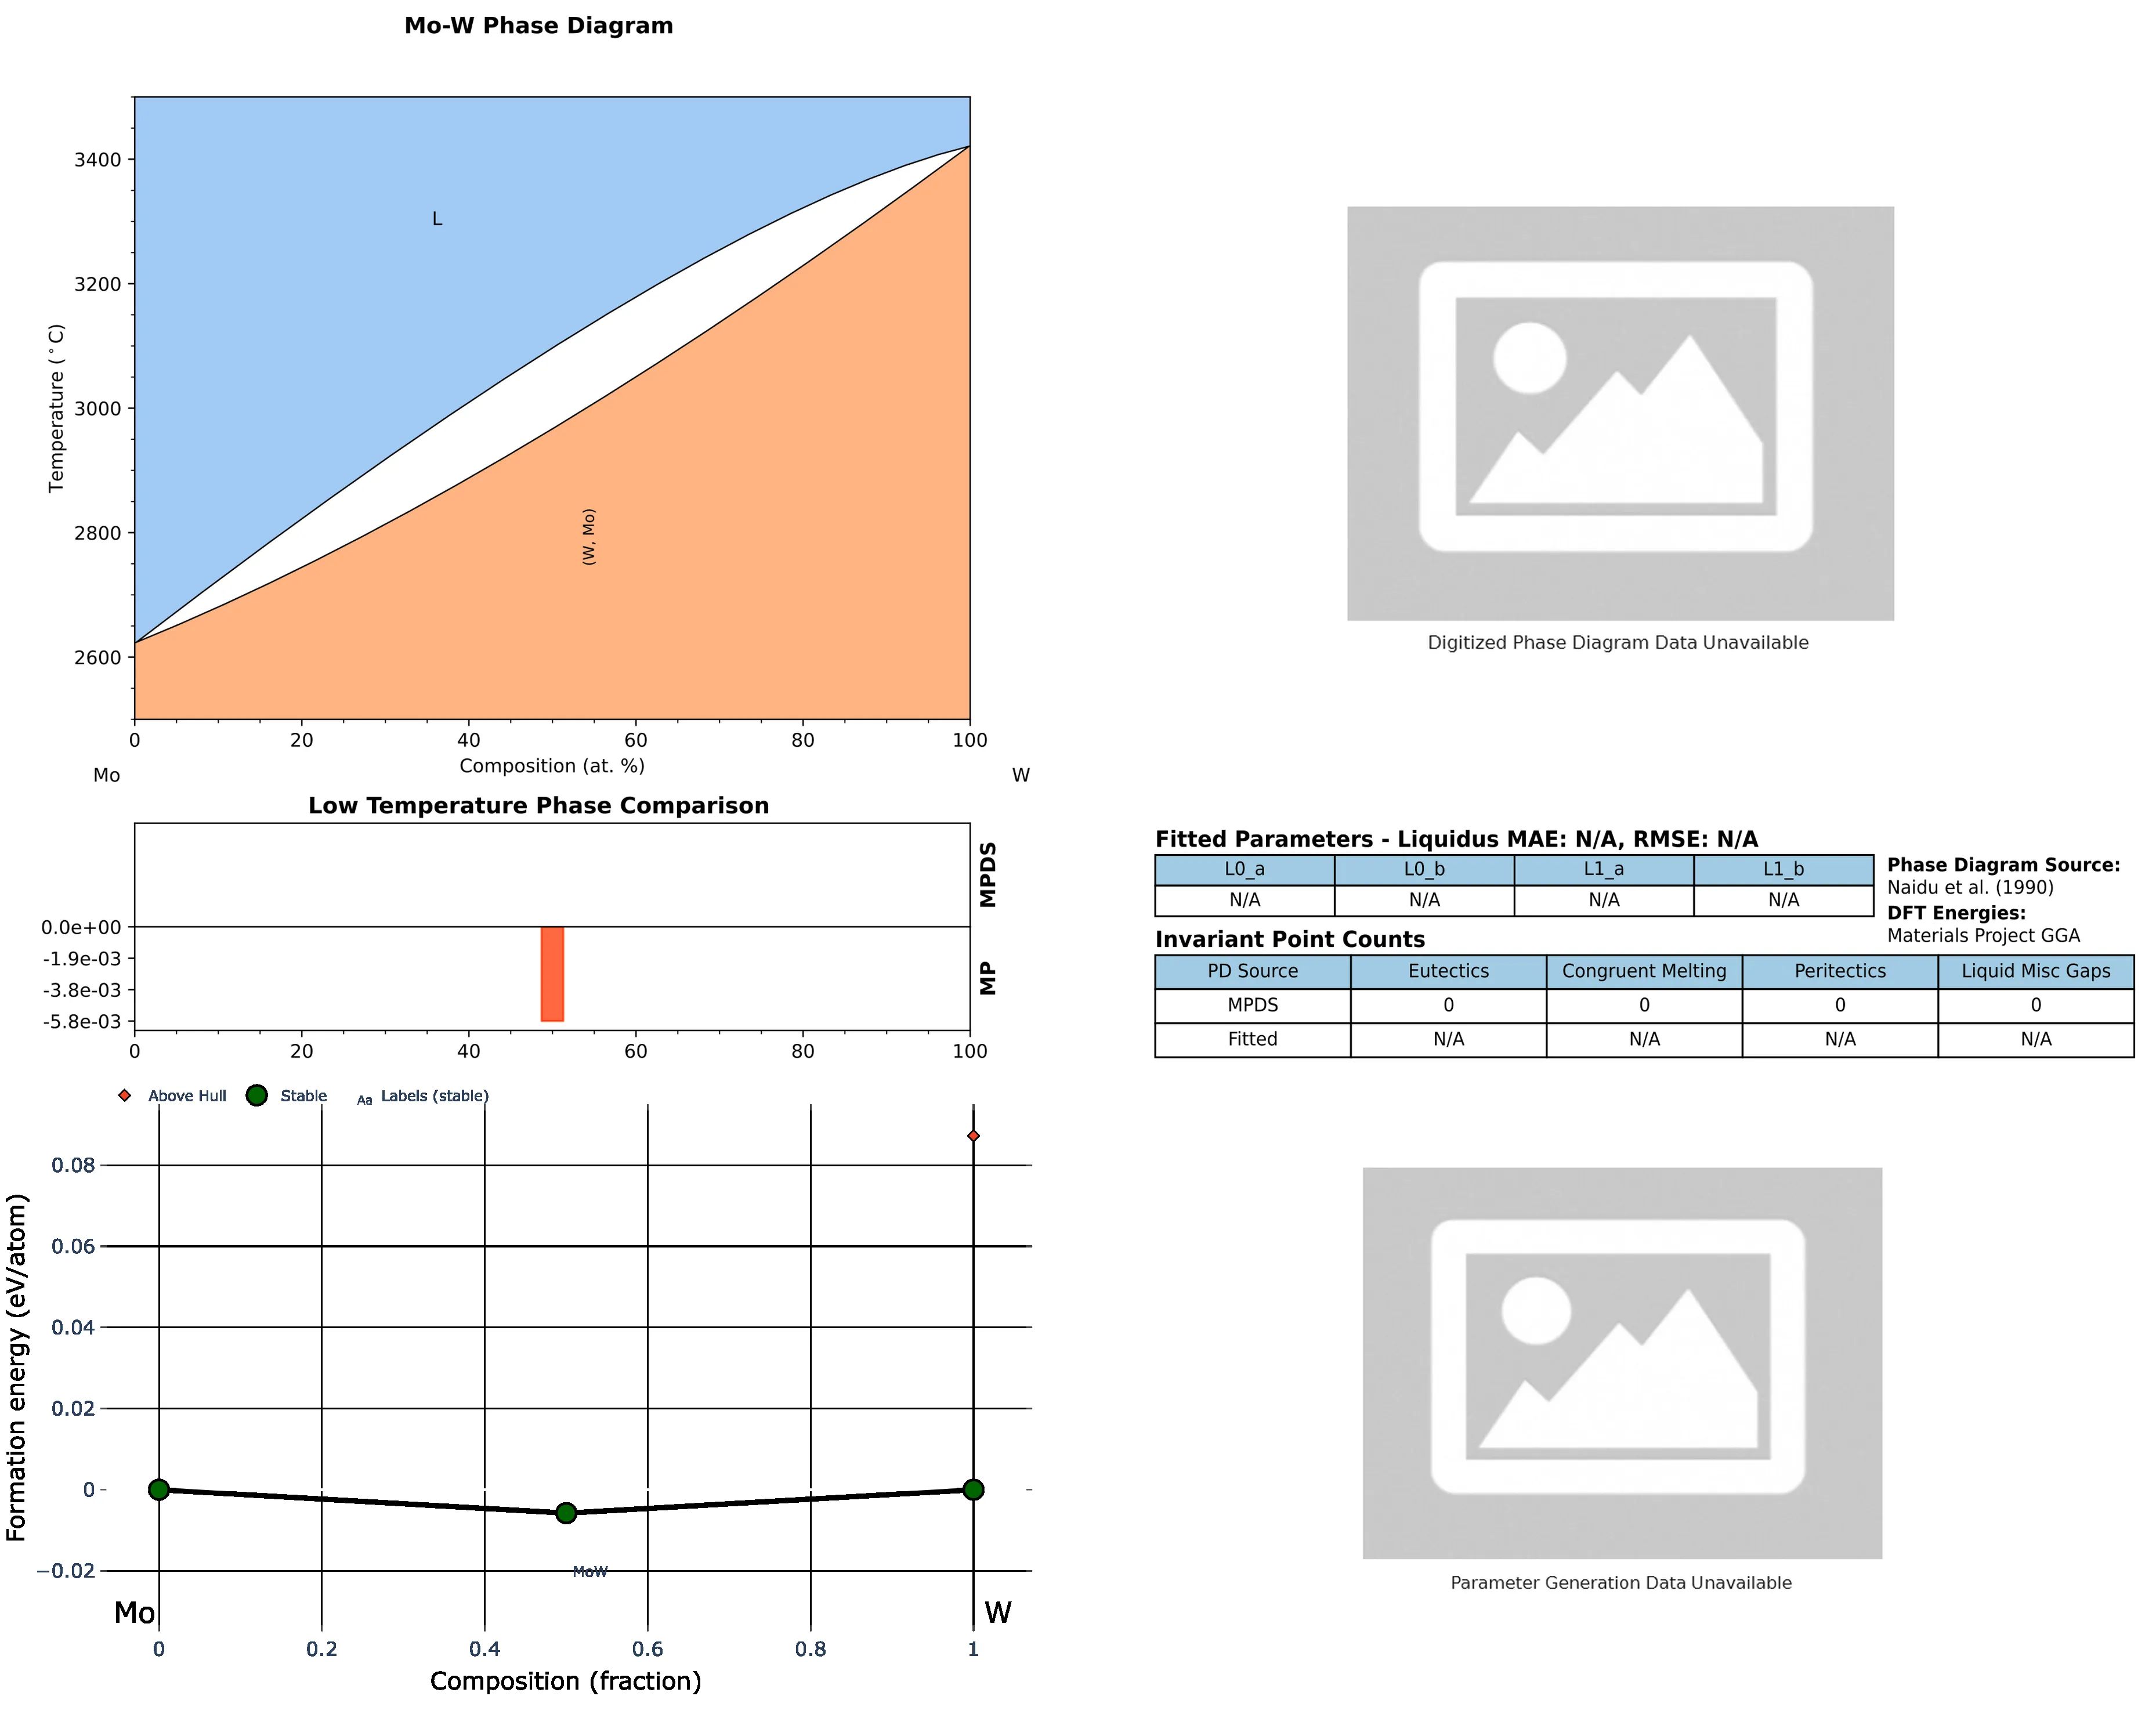 Mo-W Phase Diagram
3400
3200
3000
2800
2600
Temperature (°C)
L
(W, Mo)
0 20 40 60 80 100
Composition (at. %)
Mo W
Digitized Phase Diagram Data Unavailable
Low Temperature Phase Comparison
MPDS
MP
0.0e+00
-1.9e-03
-3.8e-03
-5.8e-03
0 20 40 60 80 100
Fitted Parameters - Liquidus MAE: N/A, RMSE: N/A
L0_a L0_b L1_a L1_b
N/A N/A N/A N/A
Phase Diagram Source:
Naidu et al. (1990)
DFT Energies:
Materials Project GGA
Invariant Point Counts
PD Source Eutectics Congruent Melting Peritectics Liquid Misc Gaps
MPDS 0 0 0 0
Fitted N/A N/A N/A N/A
Above Hull Stable Aa Labels (stable)
0.08
0.06
0.04
0.02
0
−0.02
Formation energy (eV/atom)
MoW
Mo W
0 0.2 0.4 0.6 0.8 1
Composition (fraction)
Parameter Generation Data Unavailable